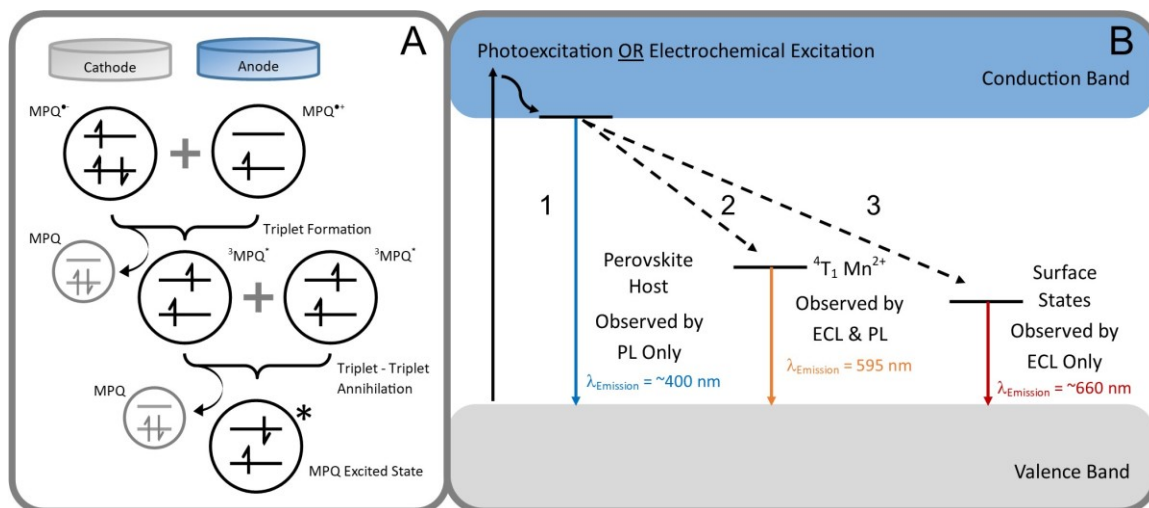 A
Cathode
Anode
MPQ•-
MPQ•+
Triplet Formation
MPQ
³MPQ*
³MPQ*
Triplet - Triplet
Annihilation
MPQ
*
MPQ Excited State
B
Photoexcitation OR Electrochemical Excitation
Conduction Band
1
2
3
Perovskite
Host
Observed by
PL Only
λEmission = ~400 nm
⁴T₁ Mn²⁺
Observed by
ECL & PL
λEmission = 595 nm
Surface
States
Observed by
ECL Only
λEmission = ~660 nm
Valence Band